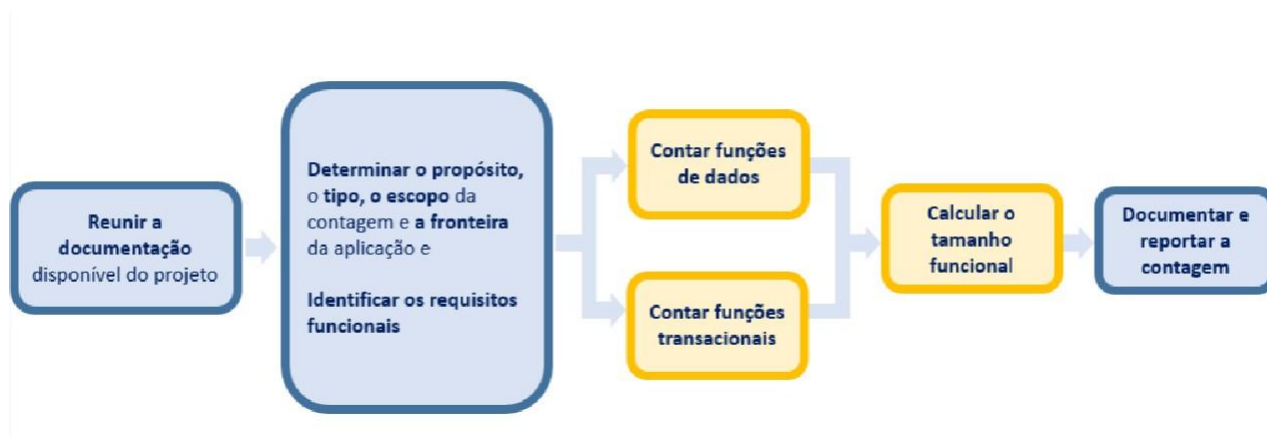 Reunir a
documentação
disponível do projeto
Determinar o propósito,
o tipo, o escopo da
contagem e a fronteira
da aplicação e
Identificar os requisitos
funcionais
Contar funções
de dados
Contar funções
transacionais
Calcular o
tamanho
funcional
Documentar e
reportar a
contagem